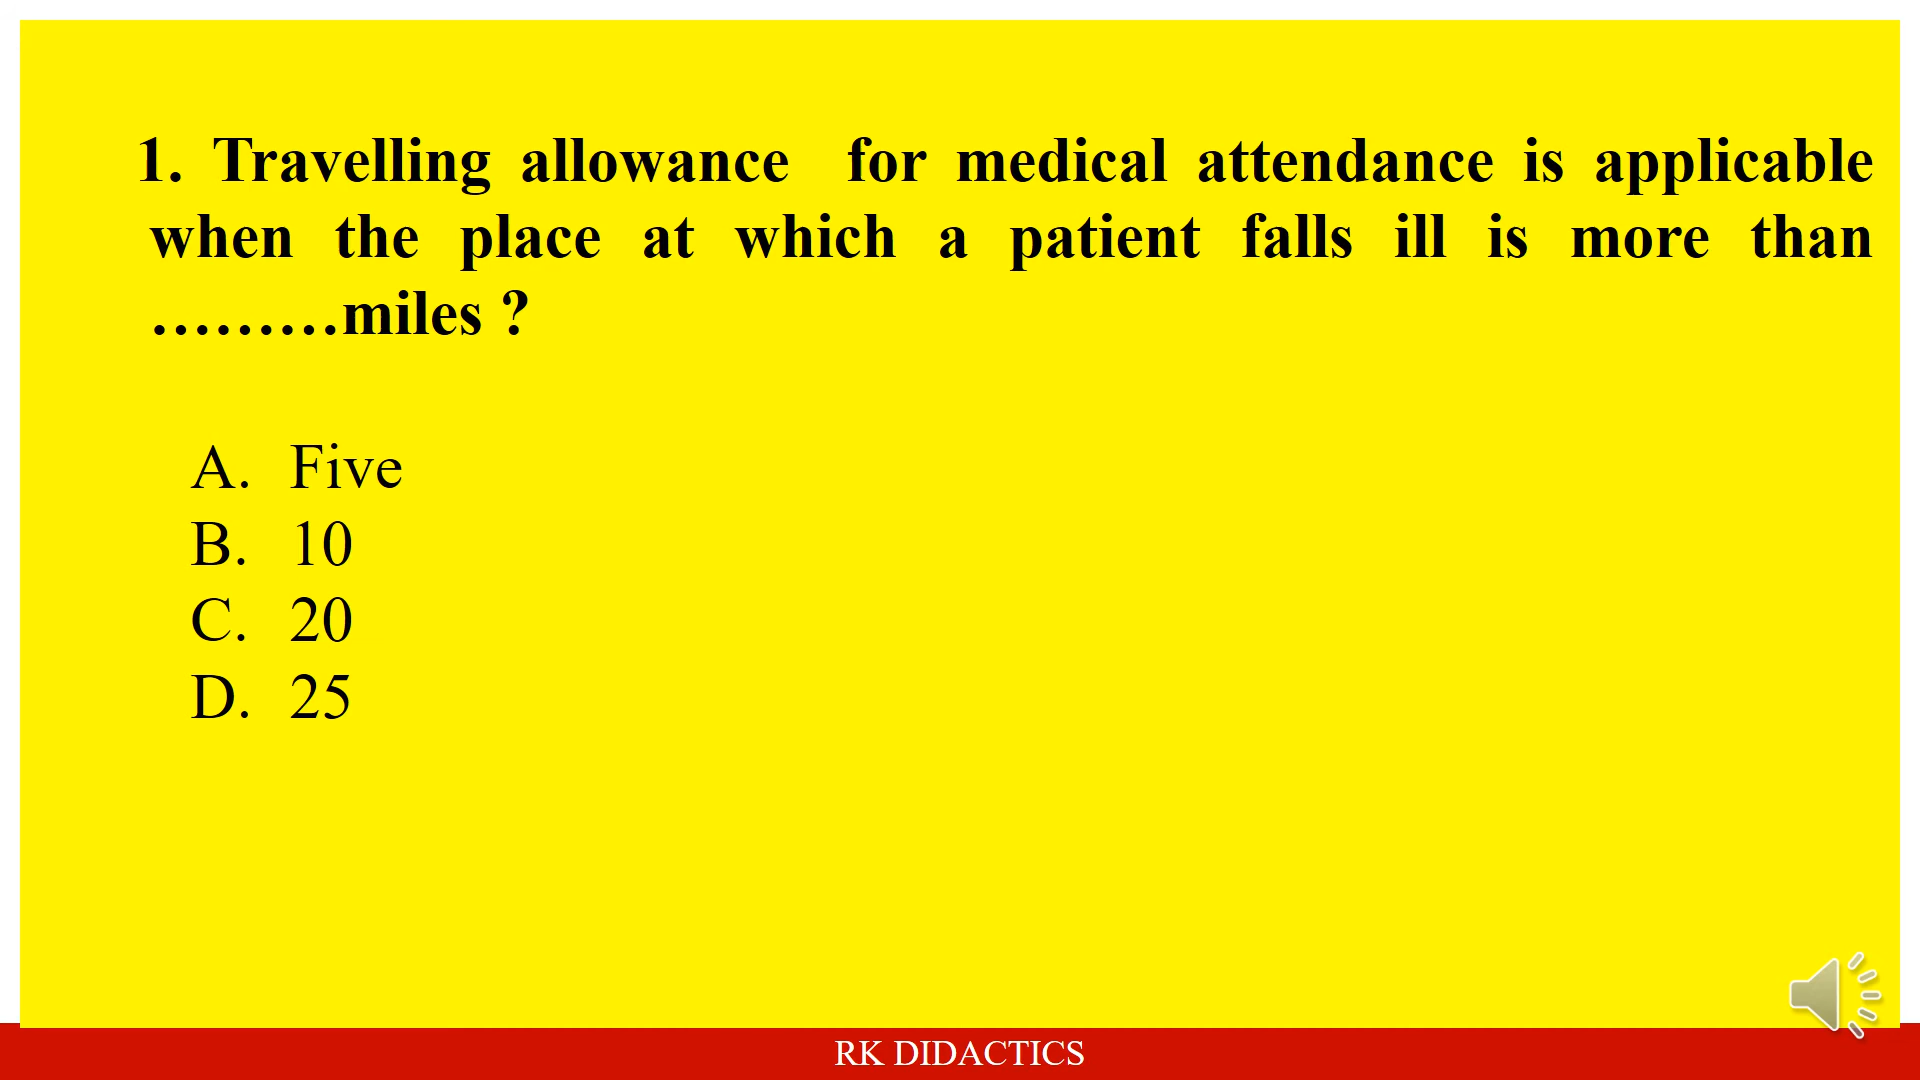 1. Travelling allowance for medical attendance is applicable
when the place at which a patient falls ill is more than
………miles ?
A. Five
B. 10
C. 20
D. 25
RK DIDACTICS